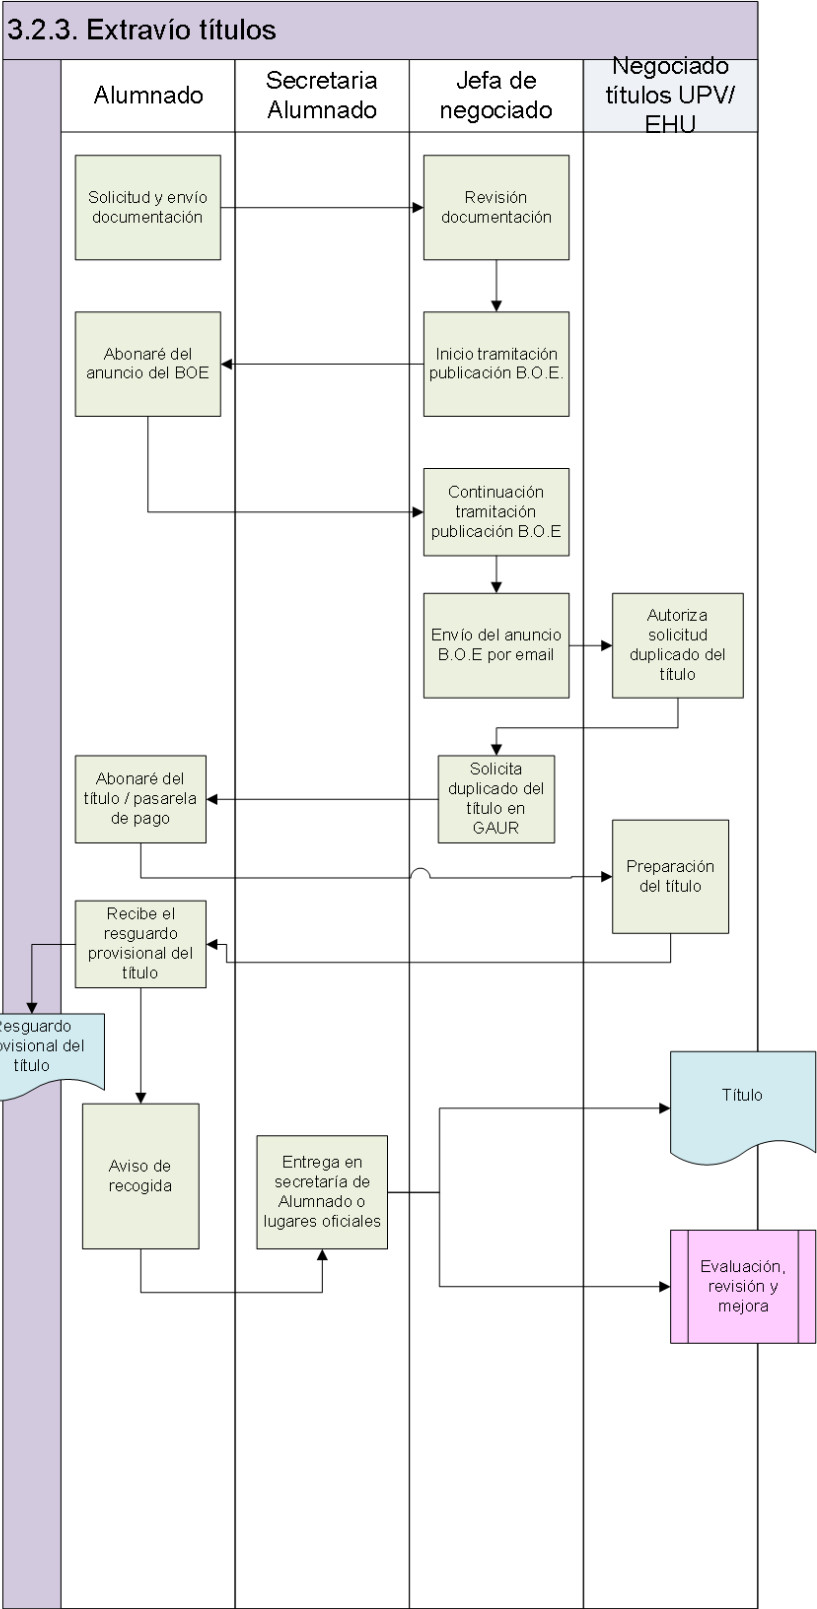 3.2.3. Extravío títulos
Alumnado
Secretaria
Alumnado
Jefa de
negociado
Negociado
títulos UPV/
EHU
Solicitud y envío
documentación
Revisión
documentación
Abonaré del
anuncio del BOE
Inicio tramitación
publicación B.O.E.
Continuación
tramitación
publicación B.O.E
Envío del anuncio
B.O.E por email
Autoriza
solicitud
duplicado del
título
Abonaré del
título / pasarela
de pago
Solicita
duplicado del
título en
GAUR
Preparación
del título
Recibe el
resguardo
provisional del
título
esguardo
visional del
título
Título
Aviso de
recogida
Entrega en
secretaría de
Alumnado o
lugares oficiales
Evaluación,
revisión y
mejora